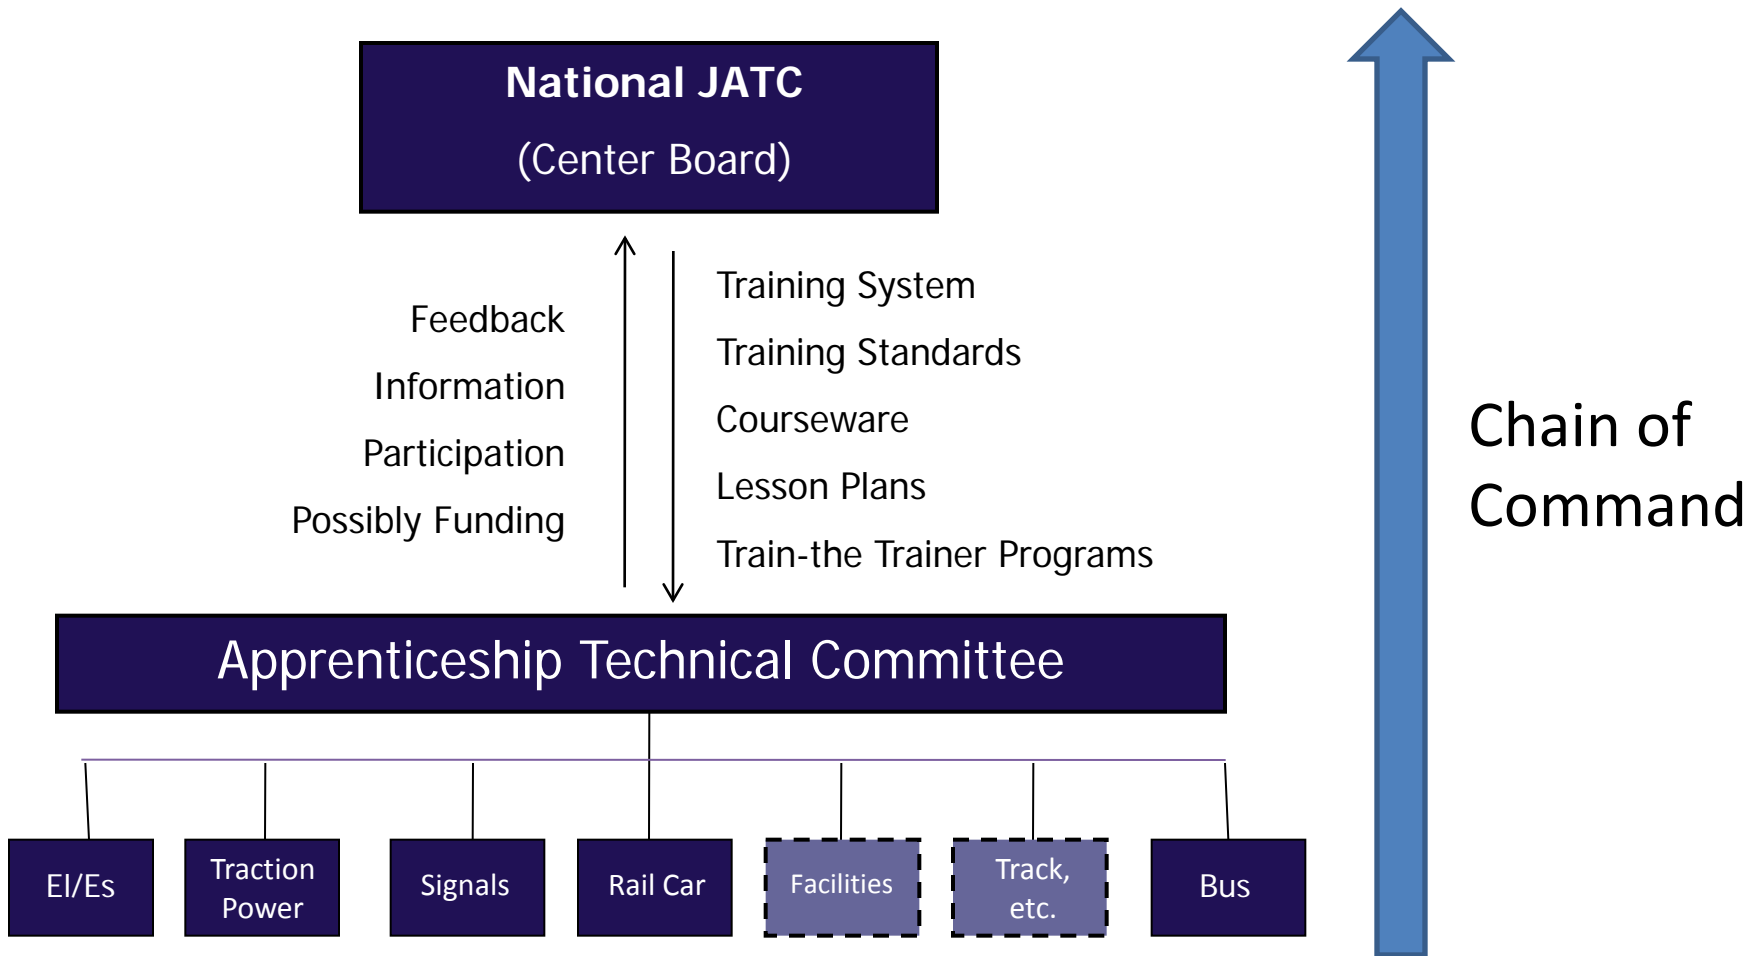 National JATC
(Center Board)
Feedback
Information
Participation
Possibly Funding
Training System
Training Standards
Courseware
Lesson Plans
Train-the Trainer Programs
Chain of
Command
Apprenticeship Technical Committee
El/Es
Traction
Power
Signals
Rail Car
Facilities
Track,
etc.
Bus